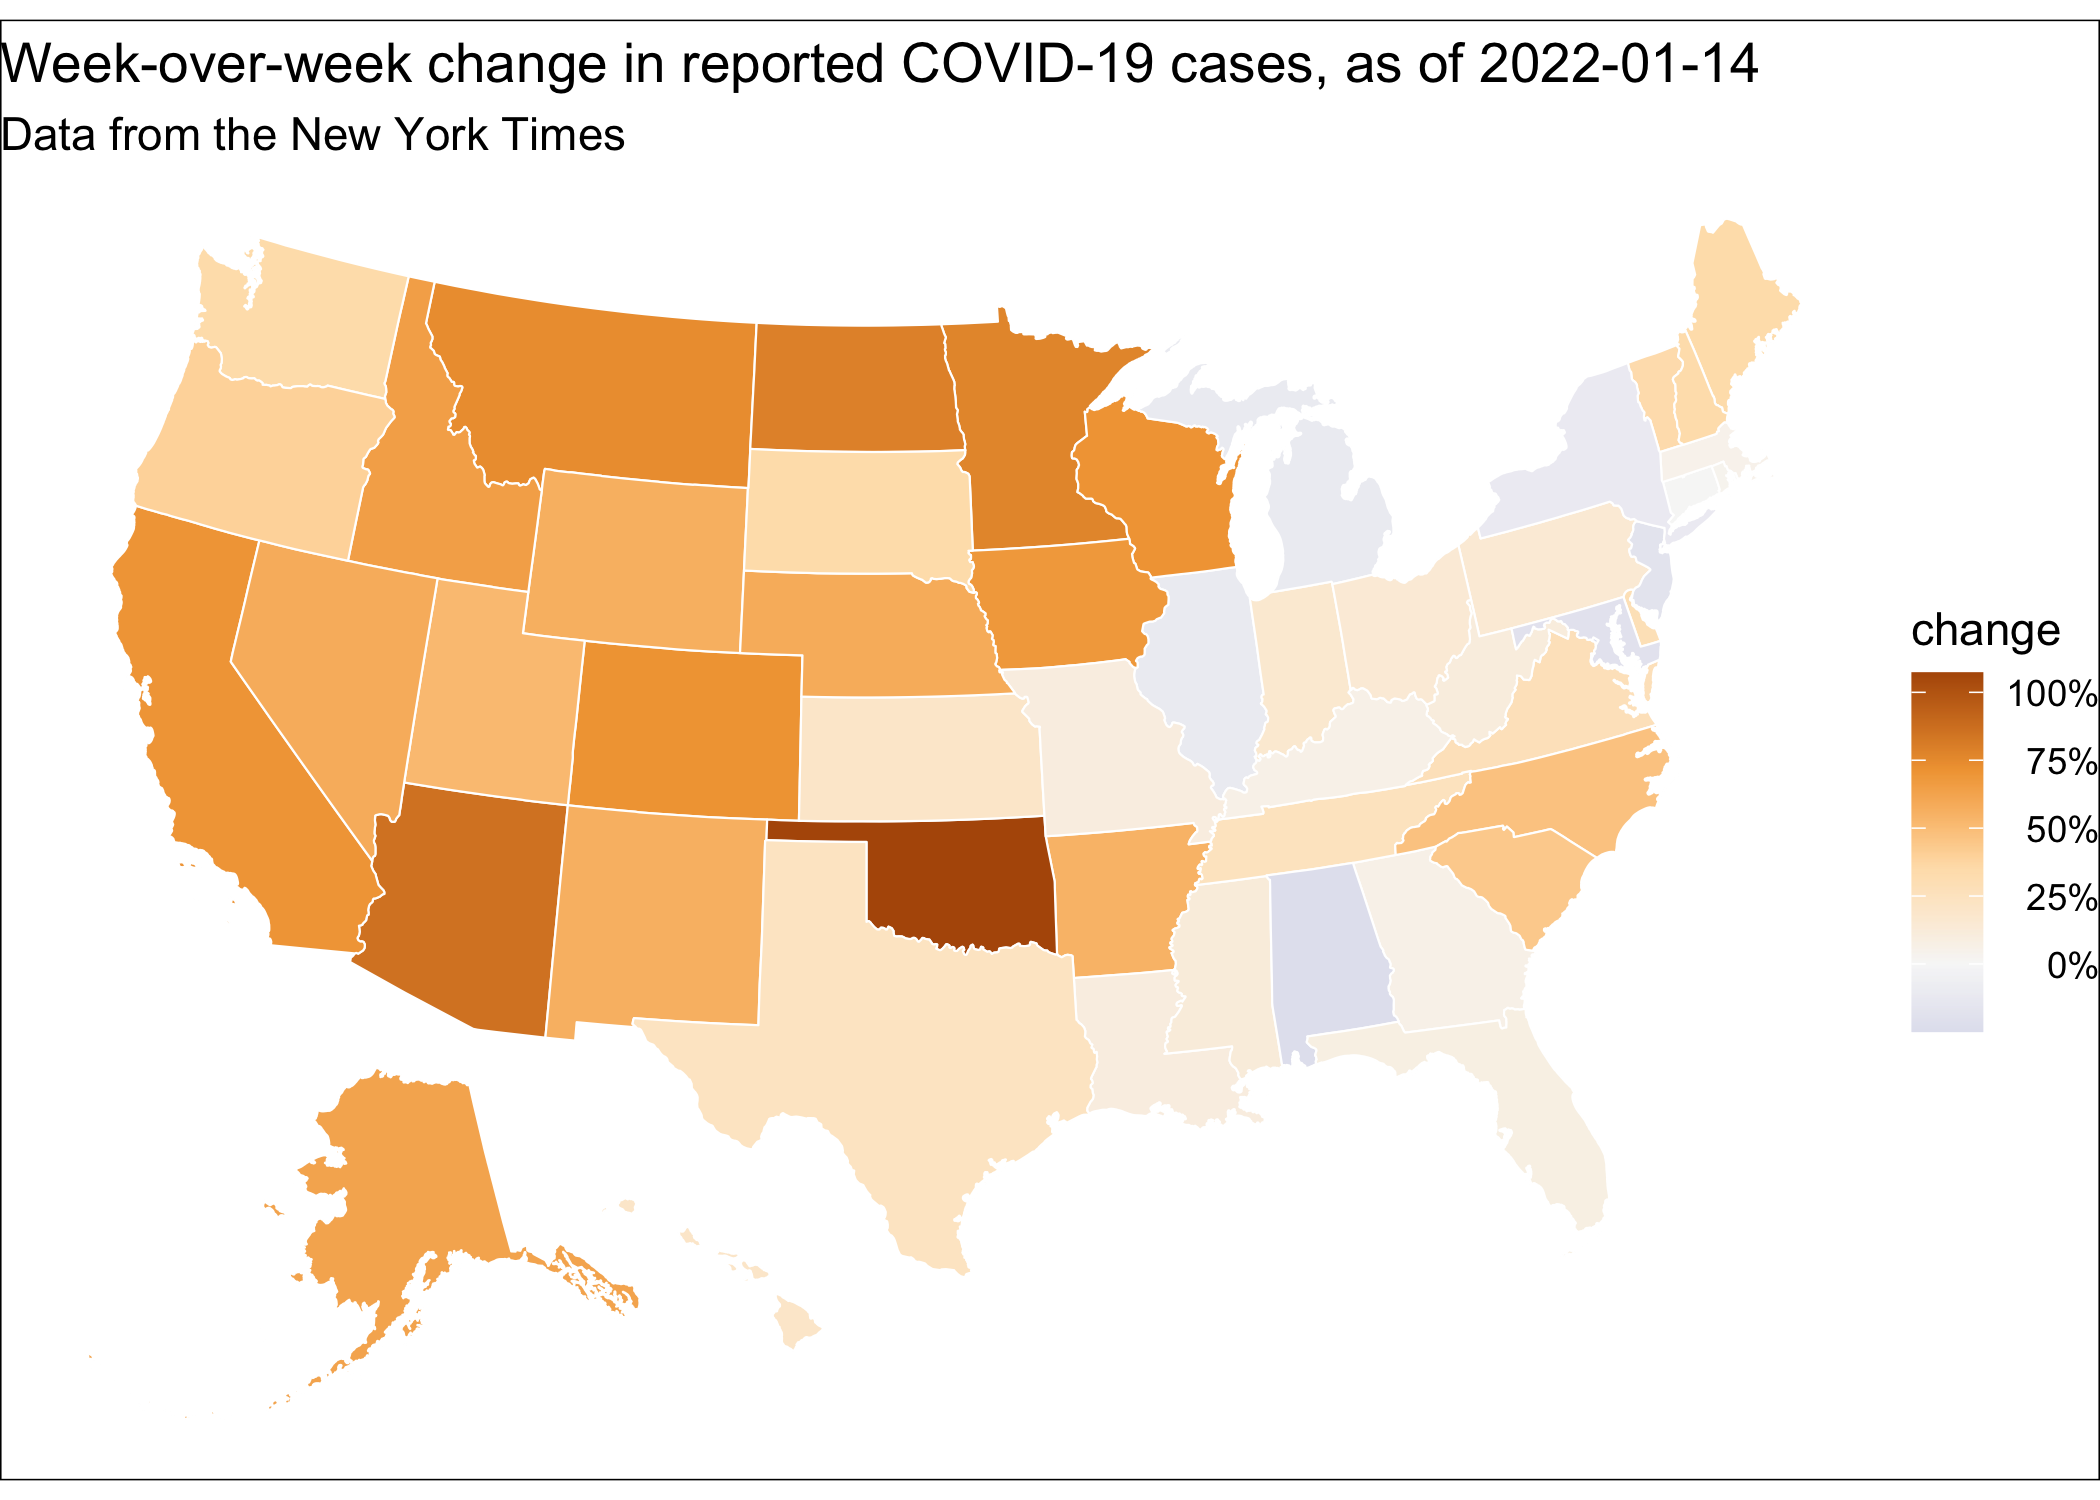 Week-over-week change in reported COVID-19 cases, as of 2022-01-14
Data from the New York Times
change
100%
75%
50%
25%
0%